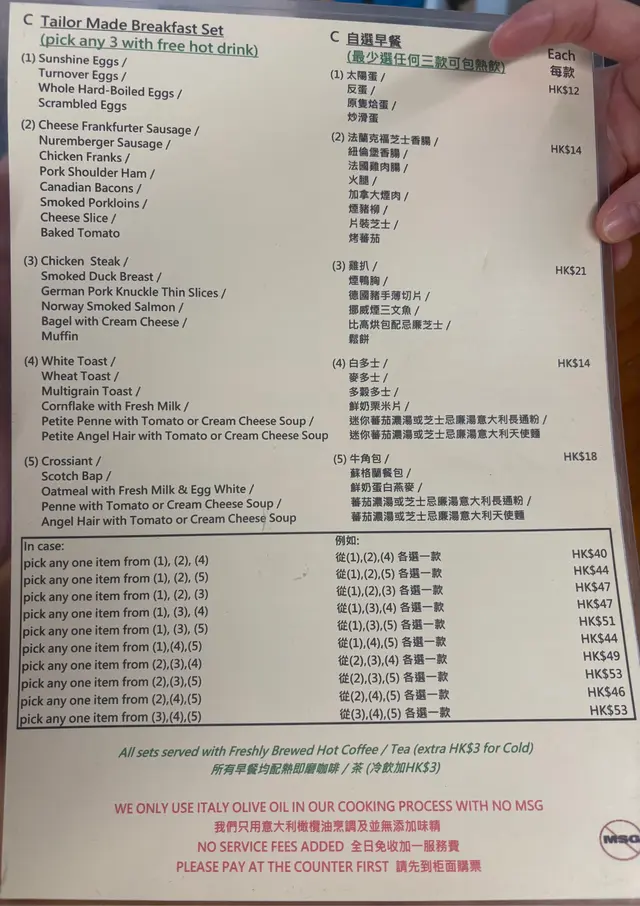 C Tailor Made Breakfast Set
(pick any 3 with free hot drink)
(1) Sunshine Eggs /
Turnover Eggs /
Whole Hard-Boiled Eggs /
Scrambled Eggs
(2) Cheese Frankfurter Sausage /
Nuremberger Sausage /
Chicken Franks /
Pork Shoulder Ham /
Canadian Bacons /
Smoked Porkloins /
Cheese Slice /
Baked Tomato
(3) Chicken Steak /
Smoked Duck Breast /
German Pork Knuckle Thin Slices /
Norway Smoked Salmon /
Bagel with Cream Cheese /
Muffin
(4) White Toast /
Wheat Toast /
Multigrain Toast /
Cornflake with Fresh Milk /
Petite Penne with Tomato or Cream Cheese Soup /
Petite Angel Hair with Tomato or Cream Cheese Soup
(5) Crossiant /
Scotch Bap /
Oatmeal with Fresh Milk & Egg White /
Penne with Tomato or Cream Cheese Soup /
Angel Hair with Tomato or Cream Cheese Soup
C 自選早餐
(最少選任何三款可包熱飲)
Each
每款
(1) 太陽蛋 /
反蛋 /
原隻烚蛋 /
炒滑蛋
HK$12
(2) 法蘭克福芝士香腸 /
紐倫堡香腸 /
法國雞肉腸 /
火腿 /
加拿大煙肉 /
煙豬柳 /
片裝芝士 /
烤蕃茄
HK$14
(3) 雞扒 /
煙鴨胸 /
德國豬手薄切片 /
挪威煙三文魚 /
比高烘包配忌廉芝士 /
鬆餅
HK$21
(4) 白多士 /
麥多士 /
多穀多士 /
鮮奶粟米片 /
迷你蕃茄濃湯或芝士忌廉湯意大利長通粉 /
迷你蕃茄濃湯或芝士忌廉湯意大利天使麵
HK$14
(5) 牛角包 /
蘇格蘭餐包 /
鮮奶蛋白燕麥 /
蕃茄濃湯或芝士忌廉湯意大利長通粉 /
蕃茄濃湯或芝士忌廉湯意大利天使麵
HK$18
In case: 例如:
pick any one item from (1), (2), (4) 從(1),(2),(4) 各選一款 HK$40
pick any one item from (1), (2), (5) 從(1),(2),(5) 各選一款 HK$44
pick any one item from (1), (2), (3) 從(1),(2),(3) 各選一款 HK$47
pick any one item from (1), (3), (4) 從(1),(3),(4) 各選一款 HK$47
pick any one item from (1), (3), (5) 從(1),(3),(5) 各選一款 HK$51
pick any one item from (1),(4),(5) 從(1),(4),(5) 各選一款 HK$44
pick any one item from (2),(3),(4) 從(2),(3),(4) 各選一款 HK$49
pick any one item from (2),(3),(5) 從(2),(3),(5) 各選一款 HK$53
pick any one item from (2),(4),(5) 從(2),(4),(5) 各選一款 HK$46
pick any one item from (3),(4),(5) 從(3),(4),(5) 各選一款 HK$53
All sets served with Freshly Brewed Hot Coffee / Tea (extra HK$3 for Cold)
所有早餐均配熱即磨咖啡 / 茶 (冷飲加HK$3)
WE ONLY USE ITALY OLIVE OIL IN OUR COOKING PROCESS WITH NO MSG
我們只用意大利橄欖油烹調及並無添加味精
NO SERVICE FEES ADDED 全日免收加一服務費
PLEASE PAY AT THE COUNTER FIRST 請先到柜面購票
MSG